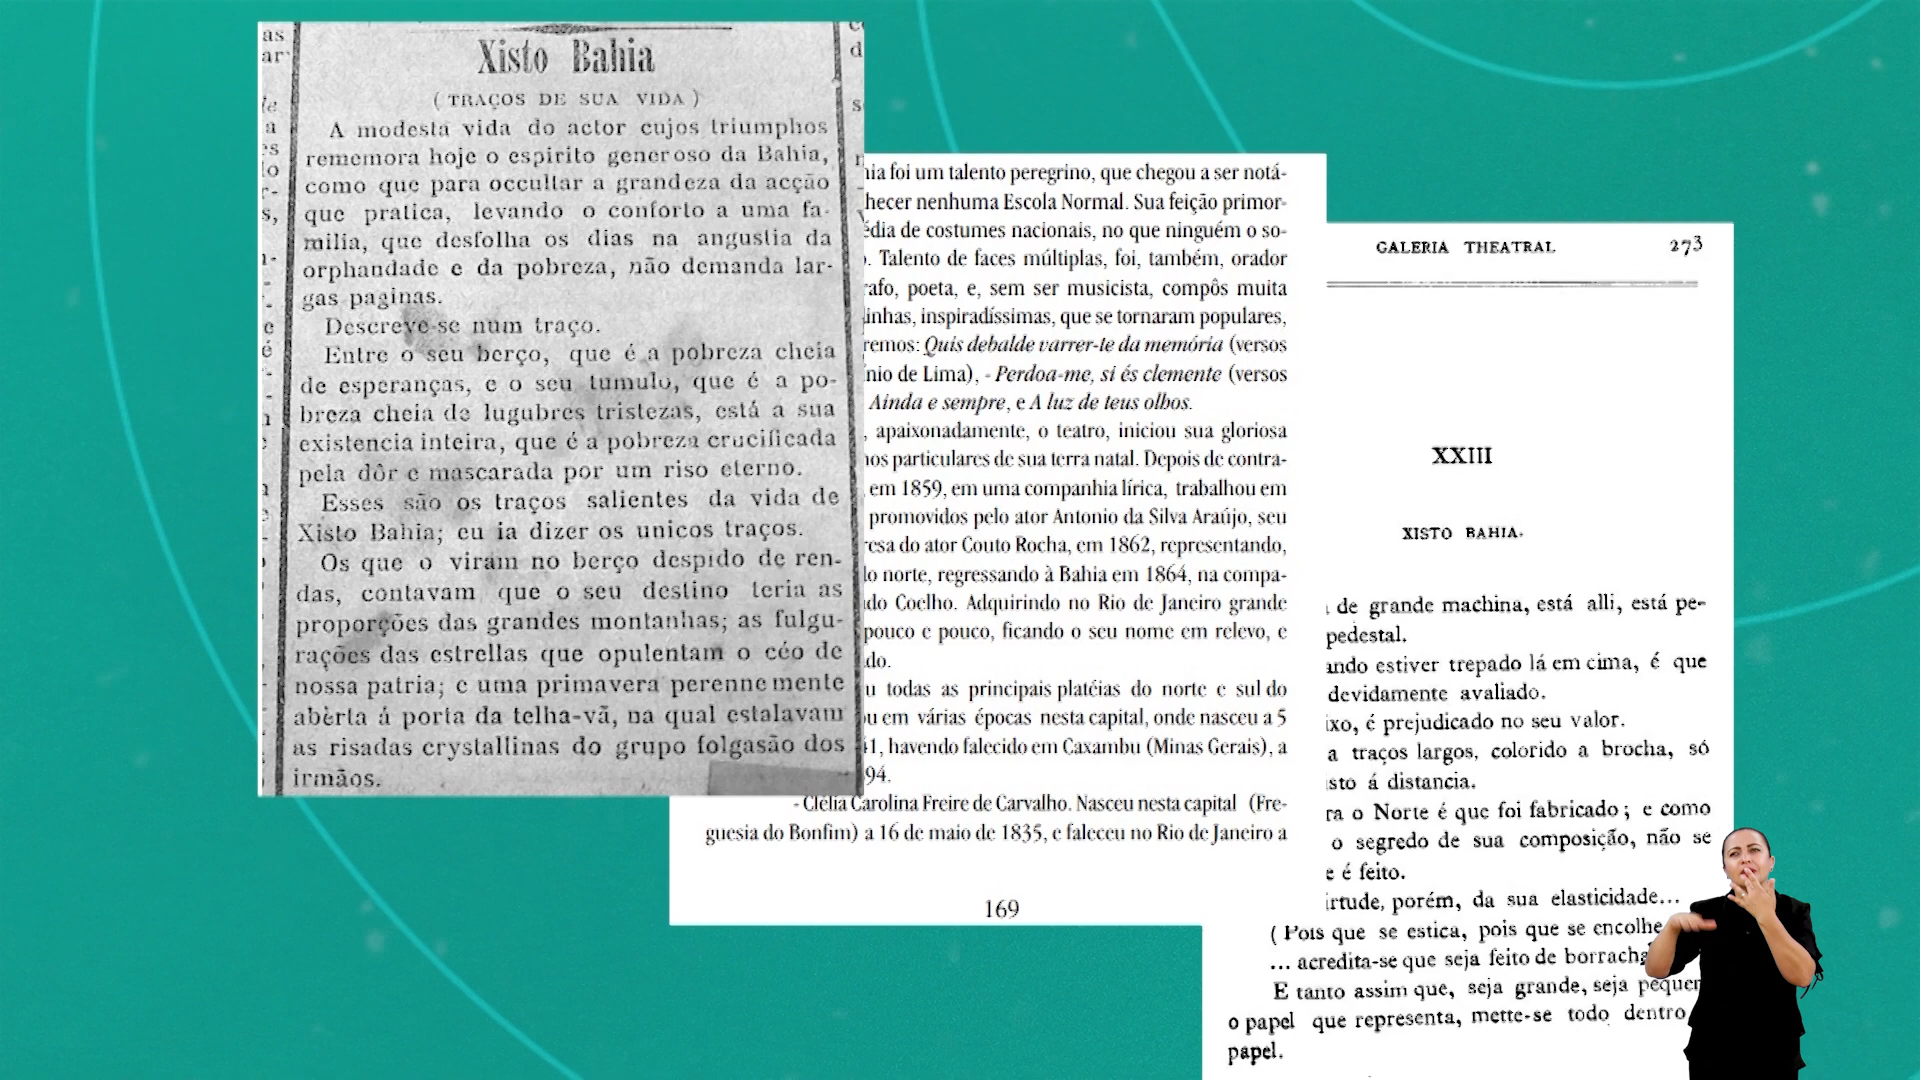 Xisto Bahia
(TRAÇOS DE SUA VIDA)
A modesta vida do actor cujos triumphos
rememora hoje o espirito generoso da Bahia,
como que para occultar a grandeza da acção
que pratica, levando o conforto a uma fa-
milia, que desfolha os dias na angustia da
orphandade e da pobreza, não demanda lar-
gas paginas.
Descreve-se num traço.
Entre o seu berço, que é a pobreza cheia
de esperanças, e o seu tumulo, que é a po-
breza cheia de lugubres tristezas, está a sua
existencia inteira, que é a pobreza crucificada
pela dôr e mascarada por um riso eterno.
Esses são os traços salientes da vida de
Xisto Bahia; eu ia dizer os unicos traços.
Os que o viram no berço despido de ren-
das, contavam que o seu destino teria as
proporções das grandes montanhas; as fulgu-
rações das estrellas que opulentam o céo de
nossa patria; e uma primavera perennemente
abèrta á porta da telha-vã, na qual estalavam
as risadas crystallinas do grupo folgasão dos
irmãos.
foi um talento peregrino, que chegou a ser notá-
hecer nenhuma Escola Normal. Sua feição primor-
édia de costumes nacionais, no que ninguém o so-
. Talento de faces múltiplas, foi, também, orador
afo, poeta, e, sem ser musicista, compôs muita
inhas, inspiradíssimas, que se tornaram populares,
remos: Quis debalde varrer-te da memória (versos
nio de Lima), - Perdoa-me, si és clemente (versos
Ainda e sempre, e A luz de teus olhos.
, apaixonadamente, o teatro, iniciou sua gloriosa
nos particulares de sua terra natal. Depois de contra-
em 1859, em uma companhia lírica, trabalhou em
promovidos pelo ator Antonio da Silva Araújo, seu
resa do ator Couto Rocha, em 1862, representando,
lo norte, regressando à Bahia em 1864, na compa-
do Coelho. Adquirindo no Rio de Janeiro grande
pouco e pouco, ficando o seu nome em relevo, e
do.
u todas as principais platéias do norte e sul do
ou em várias épocas nesta capital, onde nasceu a 5
41, havendo falecido em Caxambu (Minas Gerais), a
94.
- Clélia Carolina Freire de Carvalho. Nasceu nesta capital (Fre-
guesia do Bonfim) a 16 de maio de 1835, e faleceu no Rio de Janeiro a
169
GALERIA THEATRAL 273
XXIII
XISTO BAHIA.
de grande machina, está alli, está pe-
pedestal.
ando estiver trepado lá em cima, é que
devidamente avaliado.
ixo, é prejudicado no seu valor.
a traços largos, colorido a brocha, só
sto á distancia.
ra o Norte é que foi fabricado; e como
o segredo de sua composição, não se
e é feito.
irtude, porém, da sua elasticidade...
(Pois que se estica, pois que se encolhe
... acredita-se que seja feito de borracha
E tanto assim que, seja grande, seja pequen
o papel que representa, mette-se todo dentro
papel.